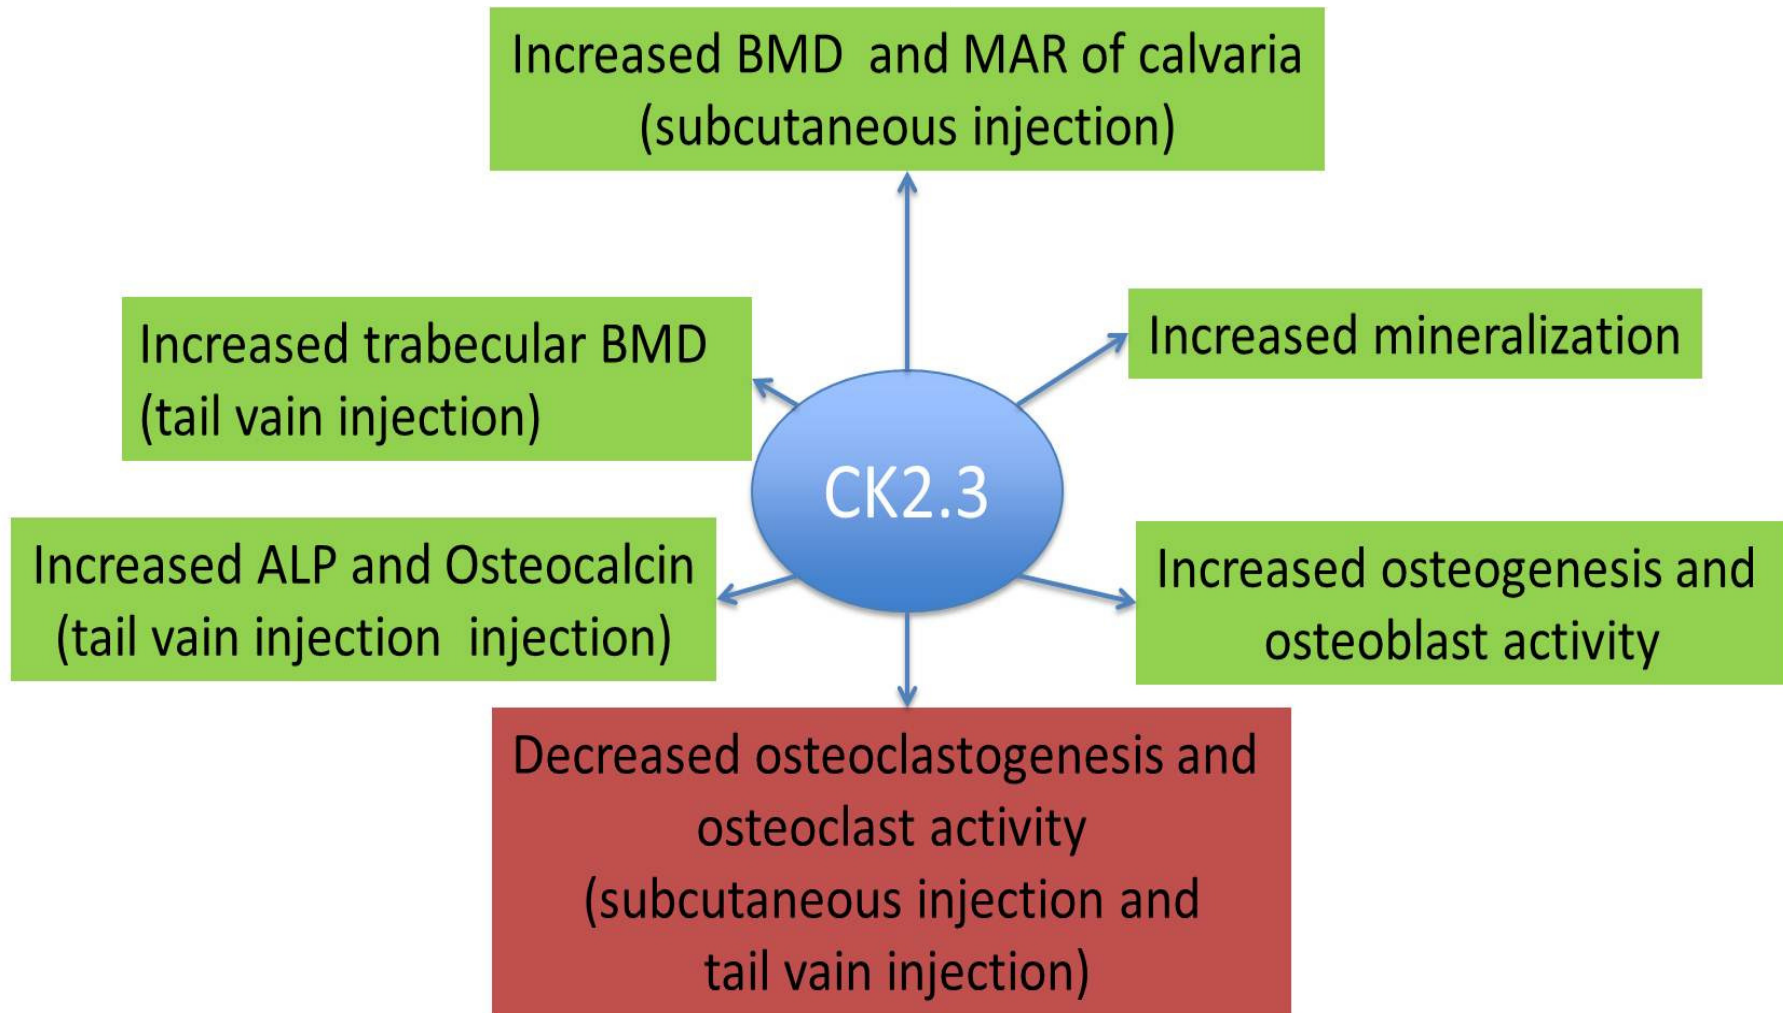 Increased BMD and MAR of calvaria
(subcutaneous injection)
Increased trabecular BMD
(tail vain injection)
Increased mineralization
CK2.3
Increased ALP and Osteocalcin
(tail vain injection injection)
Increased osteogenesis and
osteoblast activity
Decreased osteoclastogenesis and
osteoclast activity
(subcutaneous injection and
tail vain injection)